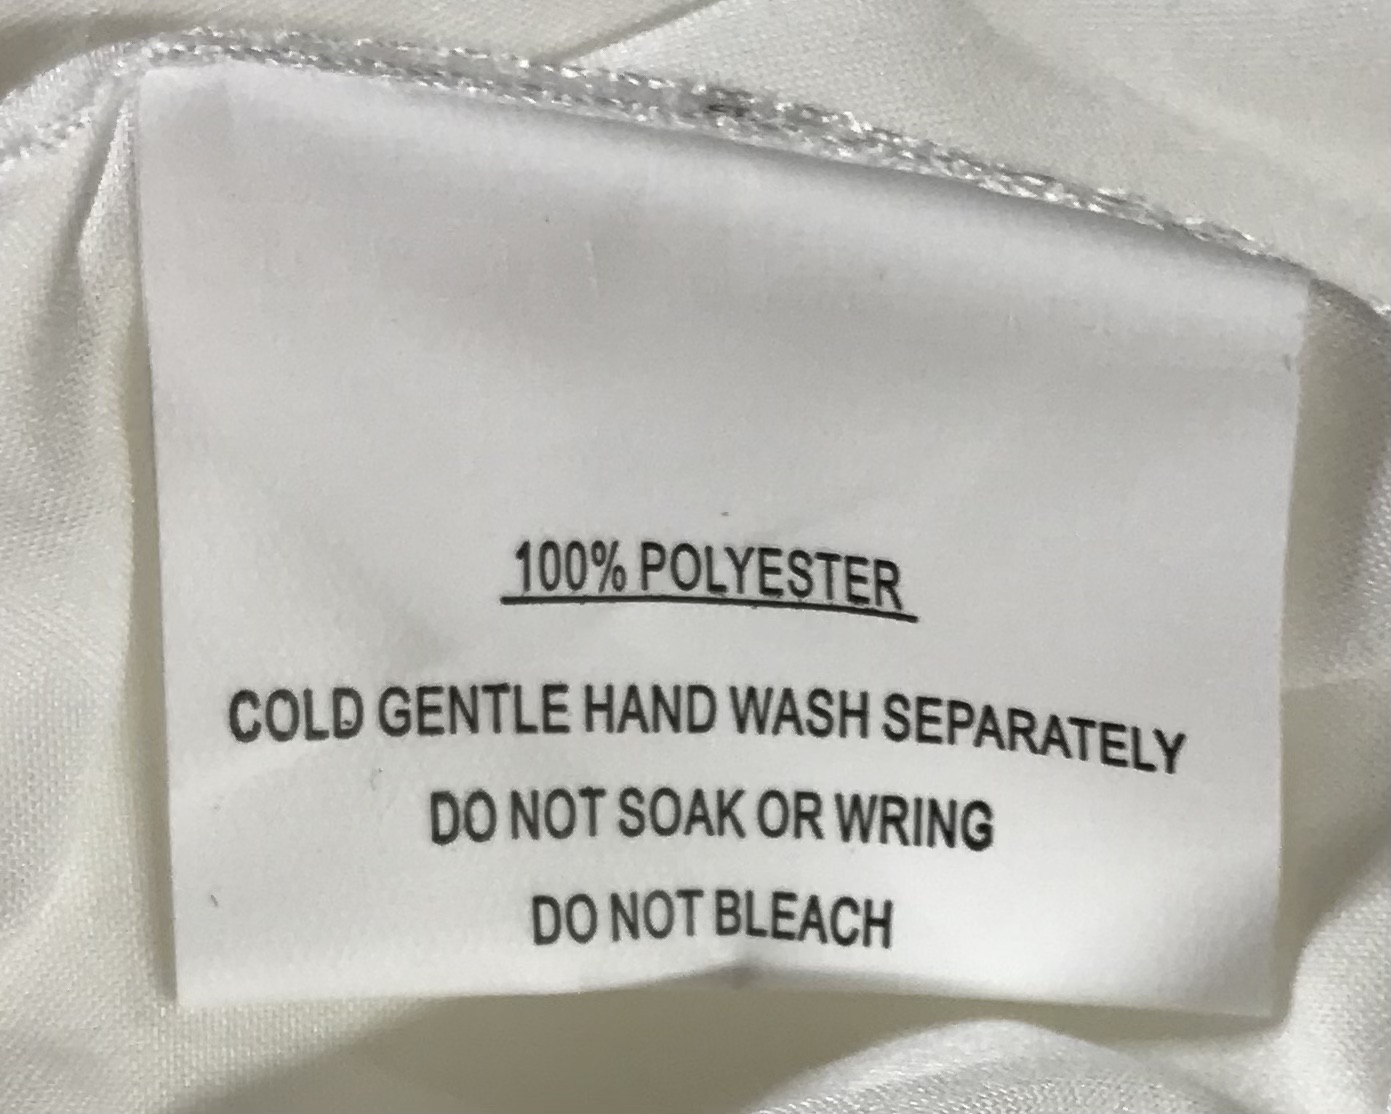 100% POLYESTER
COLD GENTLE HAND WASH SEPARATELY
DO NOT SOAK OR WRING
DO NOT BLEACH